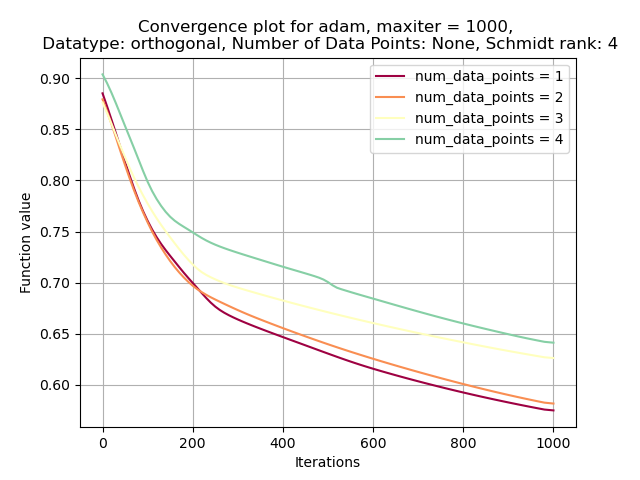 Convergence plot for adam, maxiter = 1000,
Datatype: orthogonal, Number of Data Points: None, Schmidt rank: 4
num_data_points = 1
num_data_points = 2
num_data_points = 3
num_data_points = 4
Function value
0.90
0.85
0.80
0.75
0.70
0.65
0.60
0
200
400
600
800
1000
Iterations